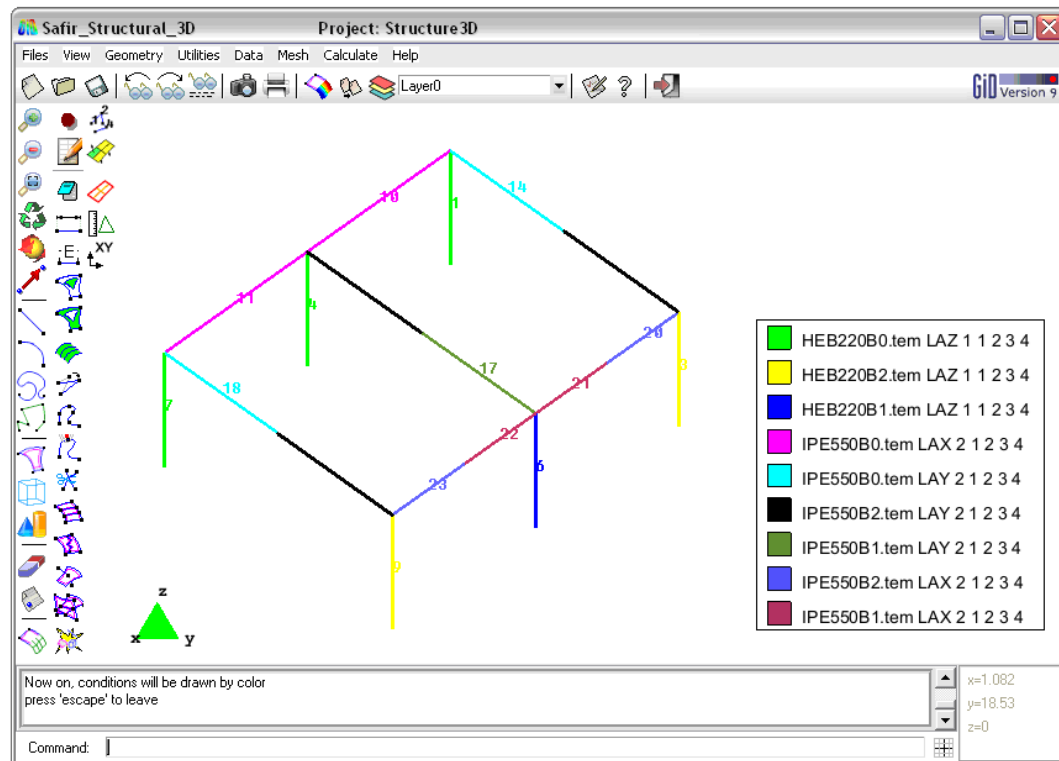 Safir_Structural_3D Project: Structure3D
Files View Geometry Utilities Data Mesh Calculate Help
Layer0
GiD Version 9
E
XY
14
10
1
11
4
20
3
17
21
18
7
22
6
23
9
HEB220B0.tem LAZ 1 1 2 3 4
HEB220B2.tem LAZ 1 1 2 3 4
HEB220B1.tem LAZ 1 1 2 3 4
IPE550B0.tem LAX 2 1 2 3 4
IPE550B0.tem LAY 2 1 2 3 4
IPE550B2.tem LAY 2 1 2 3 4
IPE550B1.tem LAY 2 1 2 3 4
IPE550B2.tem LAX 2 1 2 3 4
IPE550B1.tem LAX 2 1 2 3 4
z
x y
Now on, conditions will be drawn by color
press 'escape' to leave
x=1.082
y=18.53
z=0
Command: